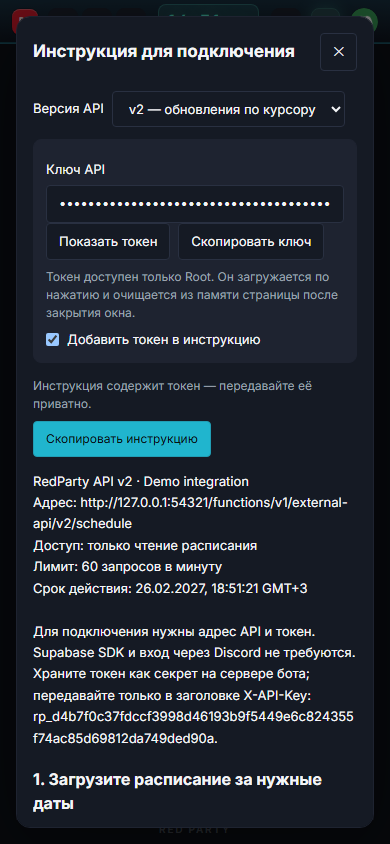 Инструкция для подключения
Версия API
v2 — обновления по курсору
Ключ API
Показать токен
Скопировать ключ
Токен доступен только Root. Он загружается по
нажатию и очищается из памяти страницы после
закрытия окна.
Добавить токен в инструкцию
Инструкция содержит токен — передавайте её
приватно.
Скопировать инструкцию
RedParty API v2 · Demo integration
Адрес: http://127.0.0.1:54321/functions/v1/external-
api/v2/schedule
Доступ: только чтение расписания
Лимит: 60 запросов в минуту
Срок действия: 26.02.2027, 18:51:21 GMT+3
Для подключения нужны адрес API и токен.
Supabase SDK и вход через Discord не требуются.
Храните токен как секрет на сервере бота;
передавайте только в заголовке X-API-Key:
rp_d4b7f0c37fdccf3998d46193b9f5449e6c824355
f74ac85d69812da749ded90a.
1. Загрузите расписание за нужные
даты
RED PARTY